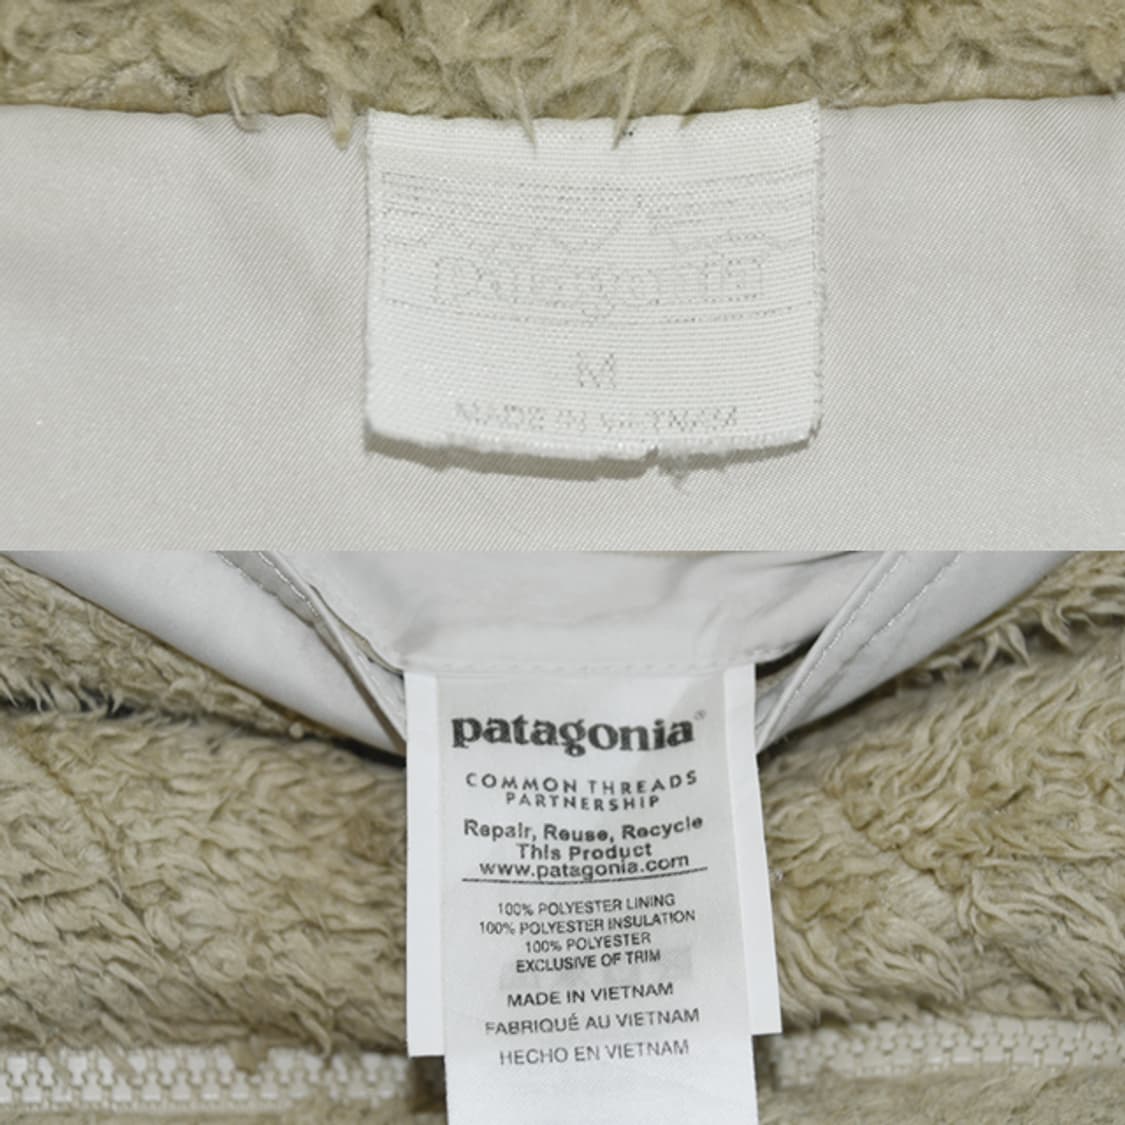 patagonia
M
MADE IN VIETNAM
patagonia®
COMMON THREADS
PARTNERSHIP
Repair, Reuse, Recycle
This Product
www.patagonia.com
100% POLYESTER LINING
100% POLYESTER INSULATION
100% POLYESTER
EXCLUSIVE OF TRIM
MADE IN VIETNAM
FABRIQUÉ AU VIETNAM
HECHO EN VIETNAM